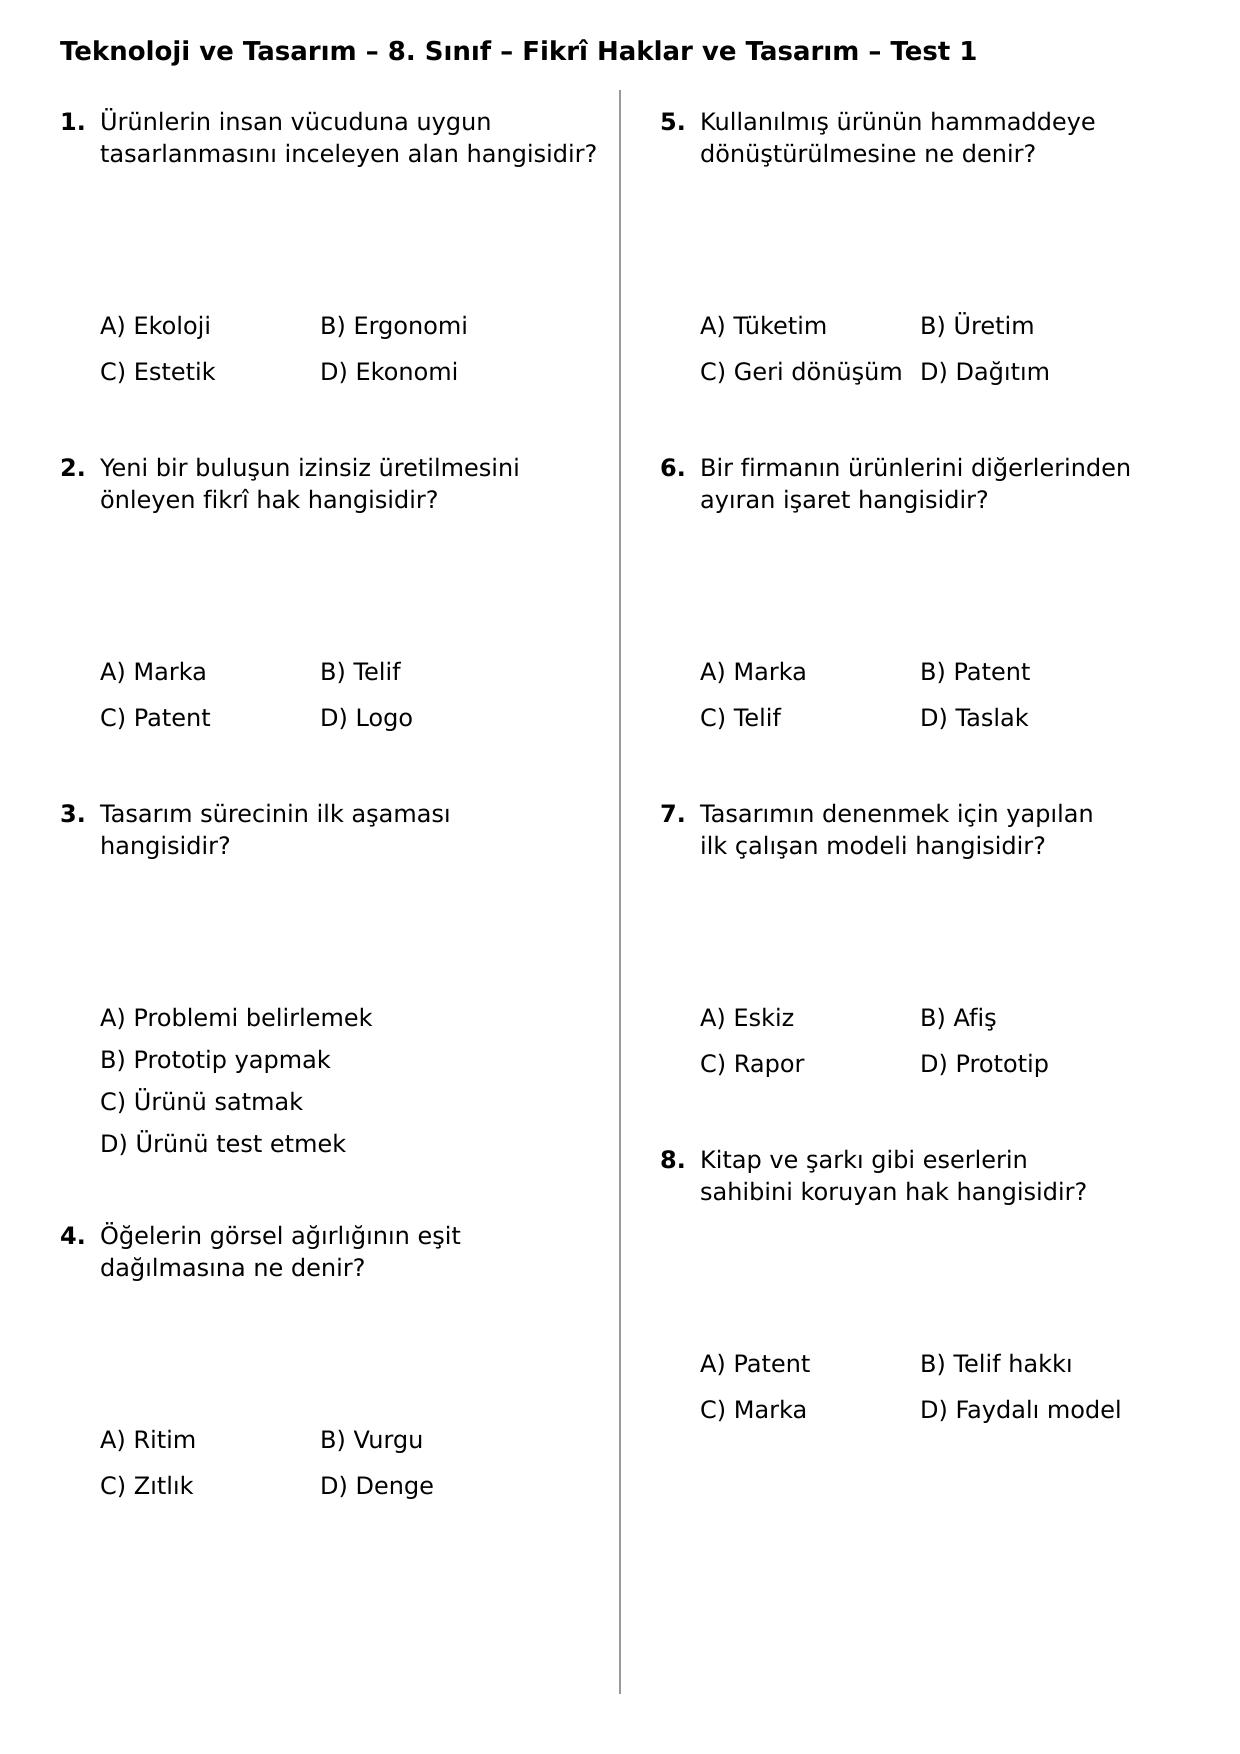 Teknoloji ve Tasarım – 8. Sınıf – Fikrî Haklar ve Tasarım – Test 1
1. Ürünlerin insan vücuduna uygun
tasarlanmasını inceleyen alan hangisidir?
A) Ekoloji B) Ergonomi
C) Estetik D) Ekonomi
2. Yeni bir buluşun izinsiz üretilmesini
önleyen fikrî hak hangisidir?
A) Marka B) Telif
C) Patent D) Logo
3. Tasarım sürecinin ilk aşaması
hangisidir?
A) Problemi belirlemek
B) Prototip yapmak
C) Ürünü satmak
D) Ürünü test etmek
4. Öğelerin görsel ağırlığının eşit
dağılmasına ne denir?
A) Ritim B) Vurgu
C) Zıtlık D) Denge
5. Kullanılmış ürünün hammaddeye
dönüştürülmesine ne denir?
A) Tüketim B) Üretim
C) Geri dönüşüm D) Dağıtım
6. Bir firmanın ürünlerini diğerlerinden
ayıran işaret hangisidir?
A) Marka B) Patent
C) Telif D) Taslak
7. Tasarımın denenmek için yapılan
ilk çalışan modeli hangisidir?
A) Eskiz B) Afiş
C) Rapor D) Prototip
8. Kitap ve şarkı gibi eserlerin
sahibini koruyan hak hangisidir?
A) Patent B) Telif hakkı
C) Marka D) Faydalı model